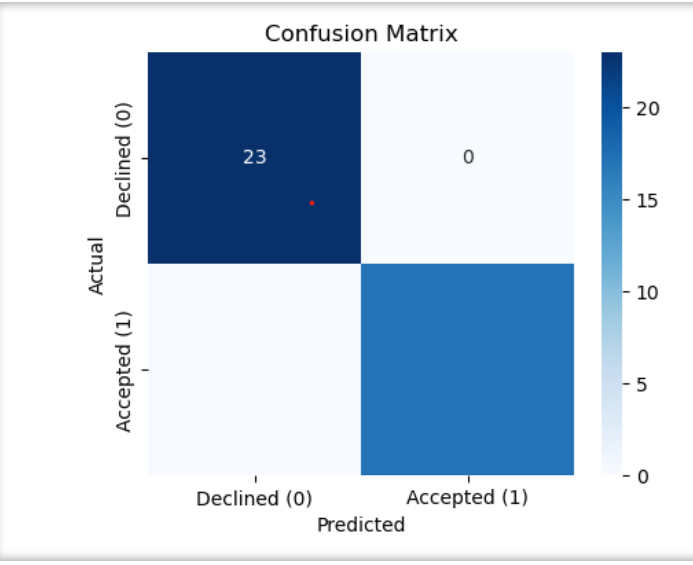 Confusion Matrix
Declined (0)
23
0
Accepted (1)
Actual
Declined (0)
Accepted (1)
Predicted
20
15
10
5
0